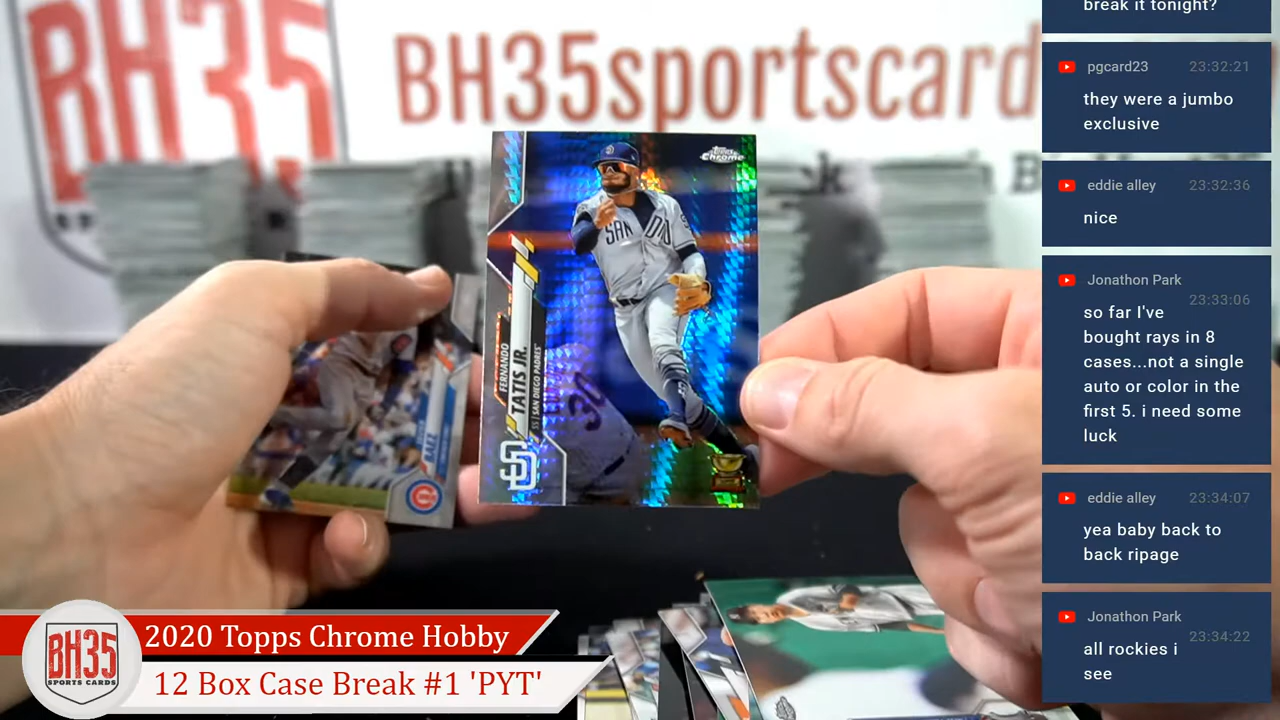 BH35
BH35sportscard
Topps
Chrome
SAN DI
30
FERNANDO
TATIS JR.
SS | SAN DIEGO PADRES
SD
BAEZ
C
BH35
SPORTS CARDS
2020 Topps Chrome Hobby
12 Box Case Break #1 'PYT'
break it tonight?
pgcard23 23:32:21
they were a jumbo
exclusive
eddie alley 23:32:36
nice
Jonathon Park
23:33:06
so far I've
bought rays in 8
cases...not a single
auto or color in the
first 5. i need some
luck
eddie alley 23:34:07
yea baby back to
back ripage
Jonathon Park
23:34:22
all rockies i
see